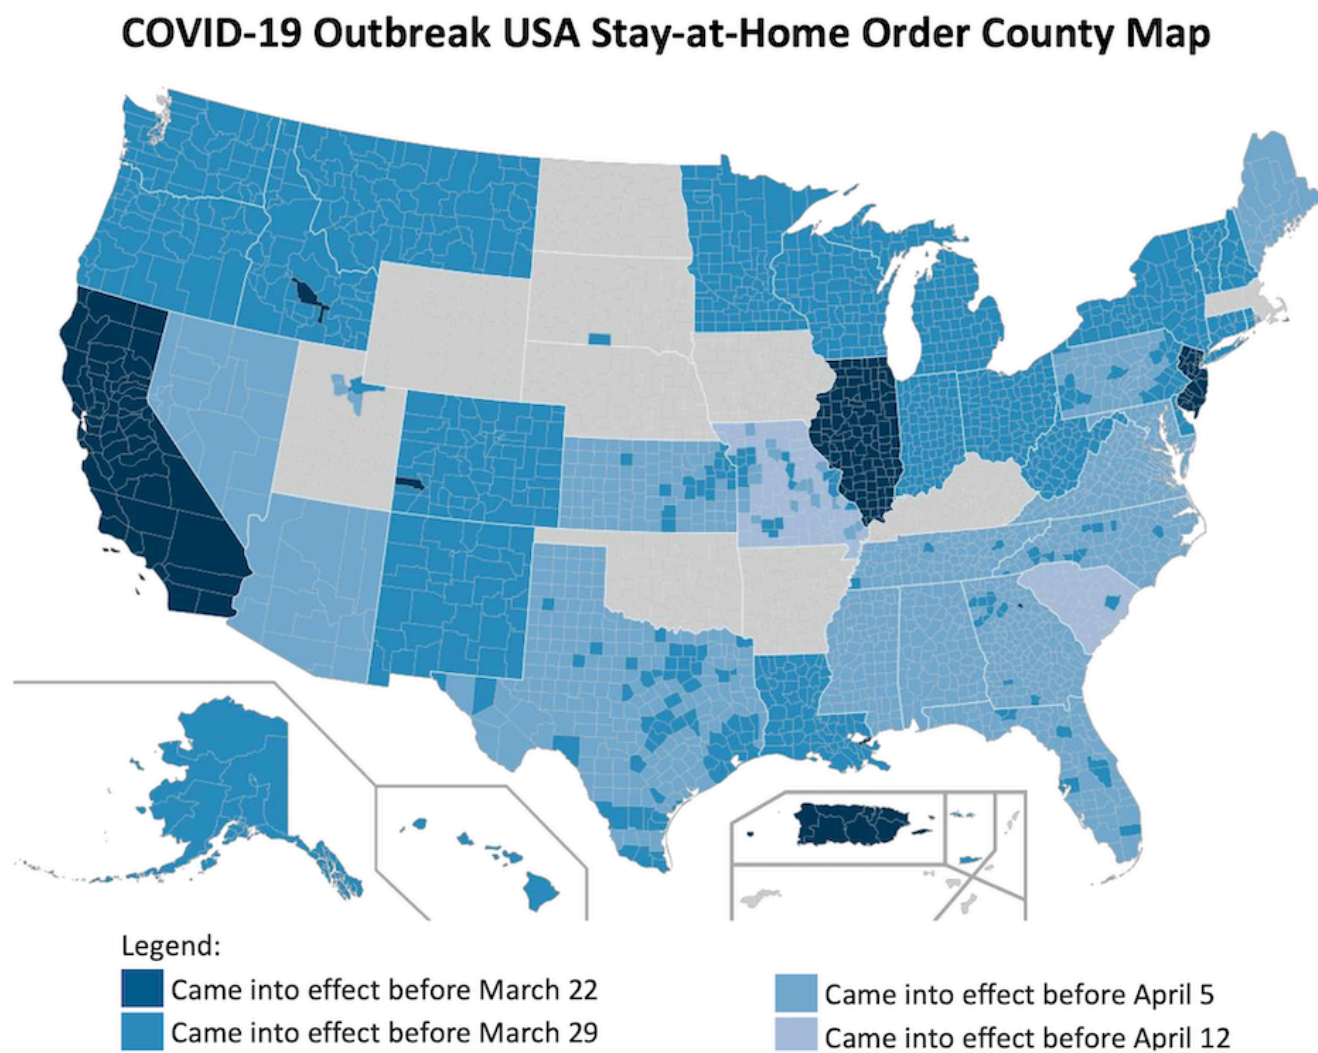 COVID-19 Outbreak USA Stay-at-Home Order County Map
Legend:
Came into effect before March 22
Came into effect before March 29
Came into effect before April 5
Came into effect before April 12